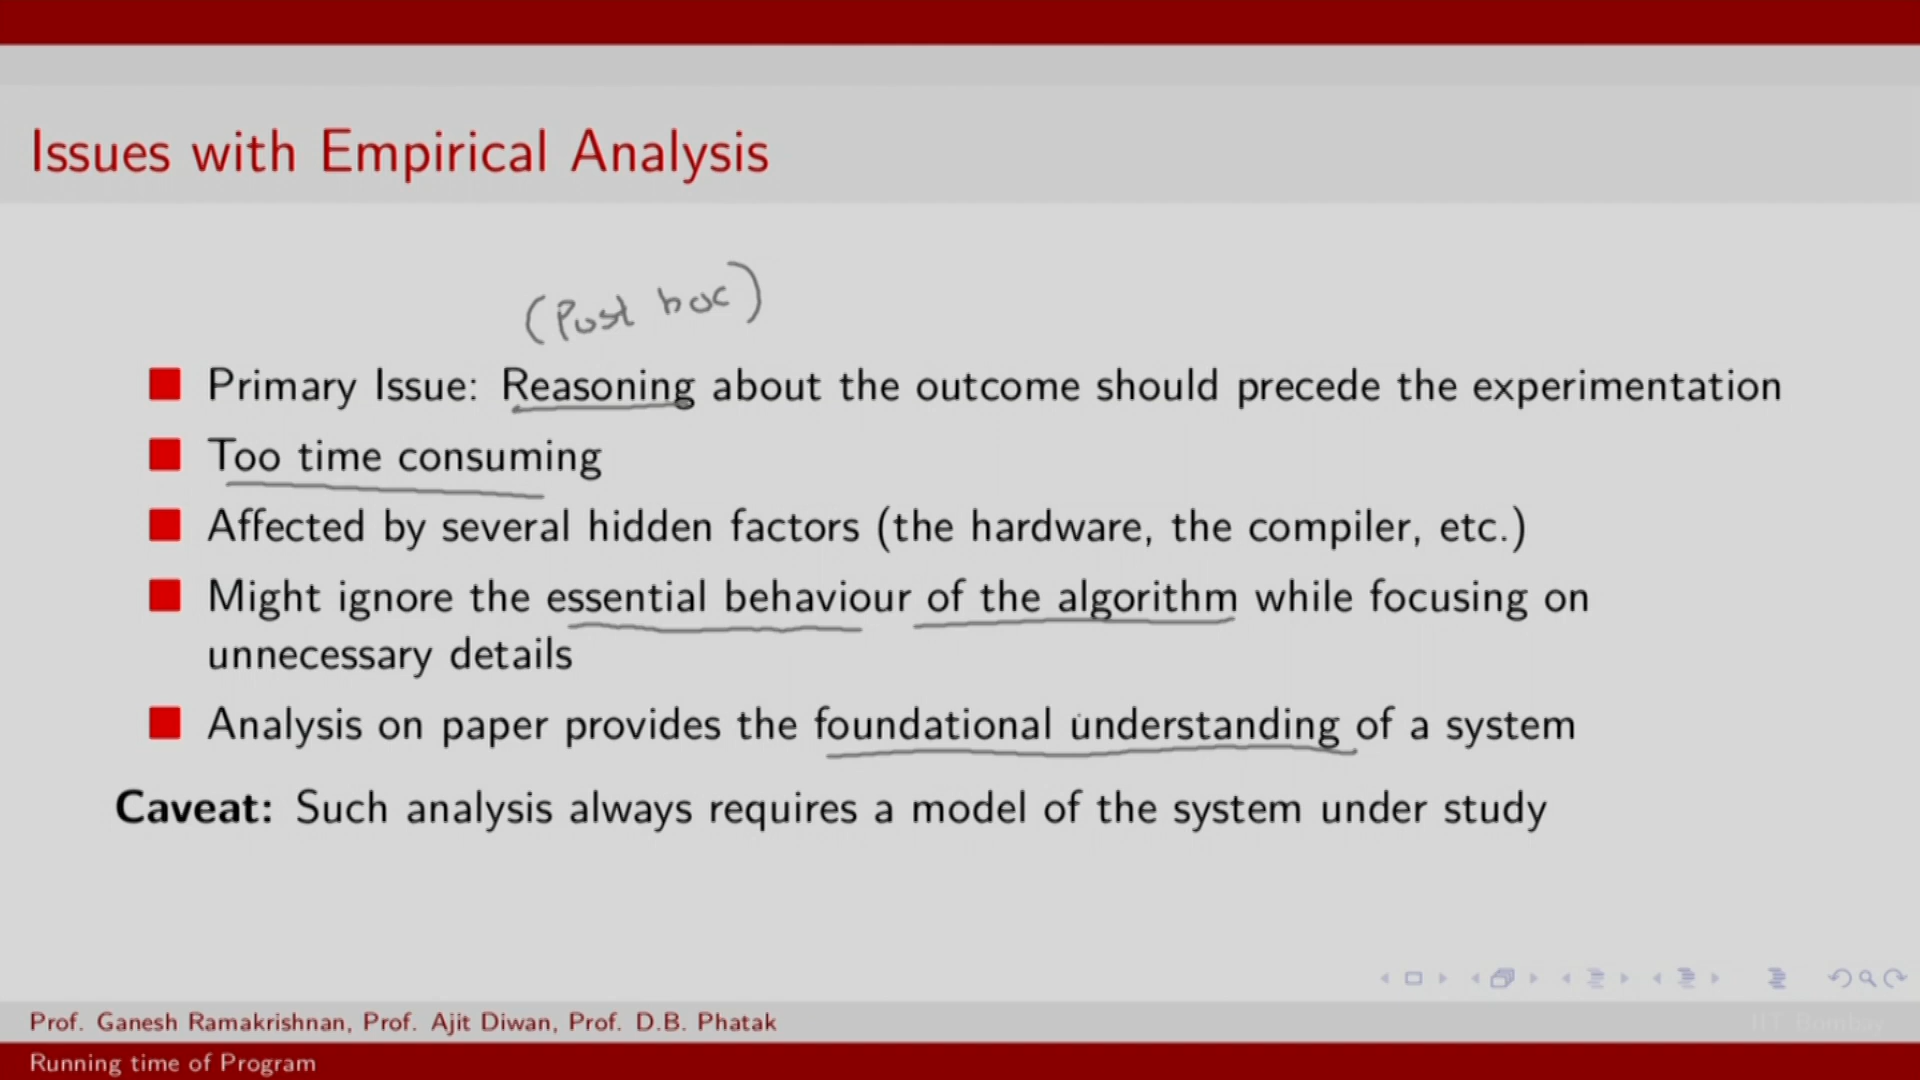 Issues with Empirical Analysis
(Post hoc)
Primary Issue: Reasoning about the outcome should precede the experimentation
Too time consuming
Affected by several hidden factors (the hardware, the compiler, etc.)
Might ignore the essential behaviour of the algorithm while focusing on
unnecessary details
Analysis on paper provides the foundational understanding of a system
Caveat: Such analysis always requires a model of the system under study
Prof. Ganesh Ramakrishnan, Prof. Ajit Diwan, Prof. D.B. Phatak
IIT Bombay
Running time of Program